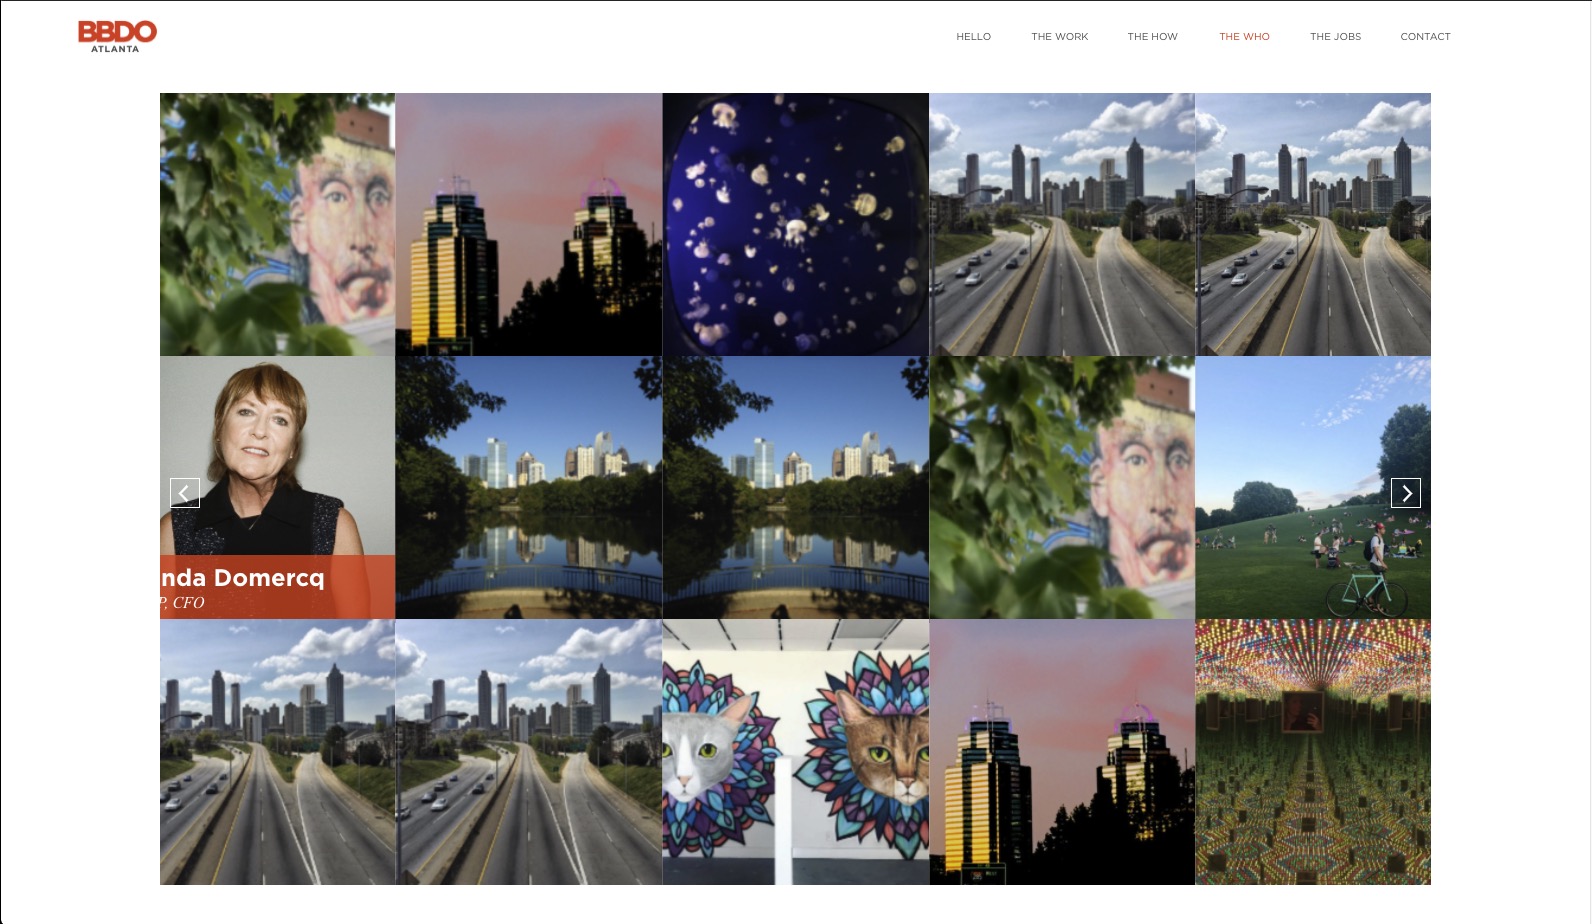 BBDO
ATLANTA
HELLO THE WORK THE HOW THE WHO THE JOBS CONTACT
nda Domercq
P, CFO